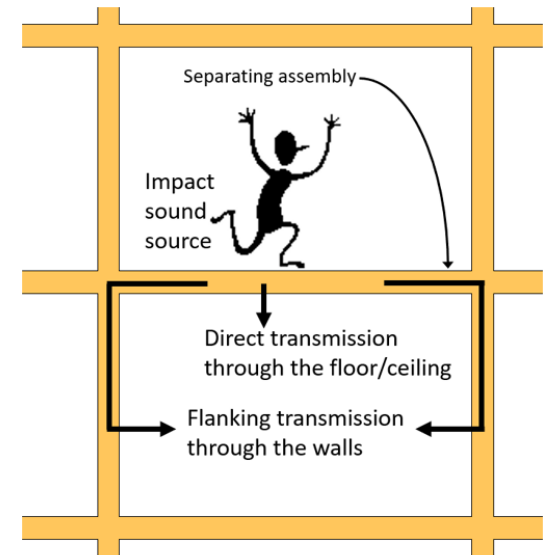 Separating assembly
Impact
sound
source
Direct transmission
through the floor/ceiling
Flanking transmission
through the walls